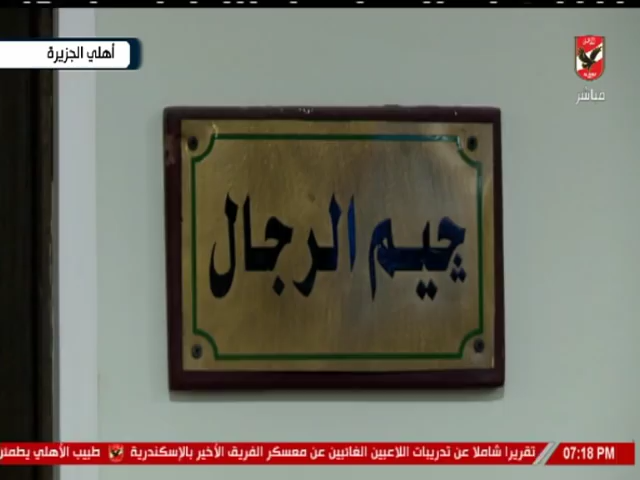 أهلي الجزيرة
مباشر
جيم الرجال
07:18 PM تقريرا شاملا عن تدريبات اللاعبين الغائبين عن معسكر الفريق الأخير بالإسكندرية طبيب الأهلي يطمئن